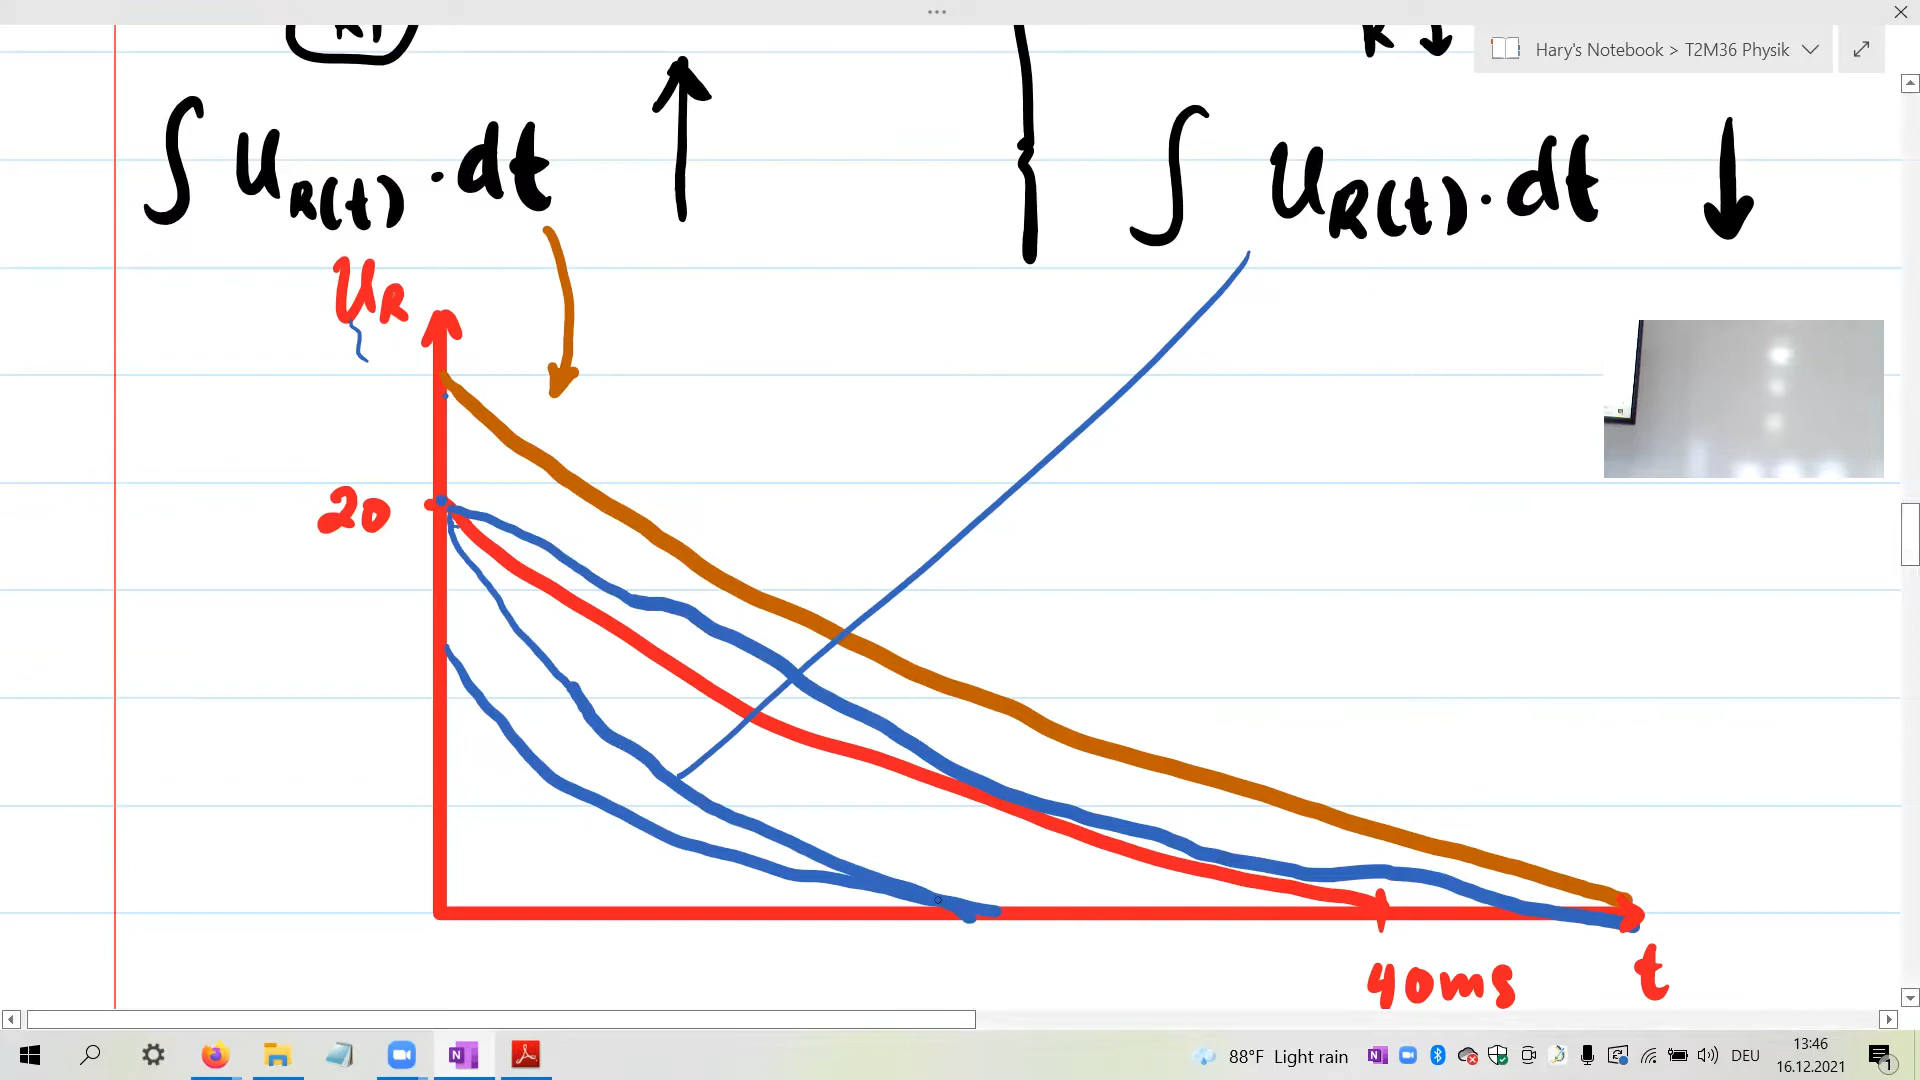 Hary's Notebook > T2M36 Physik
R ↓
∫ U_R(t) · dt ↑
∫ U_R(t) · dt ↓
U_R
20
40ms
t
88°F Light rain
DEU
13:46
16.12.2021
1